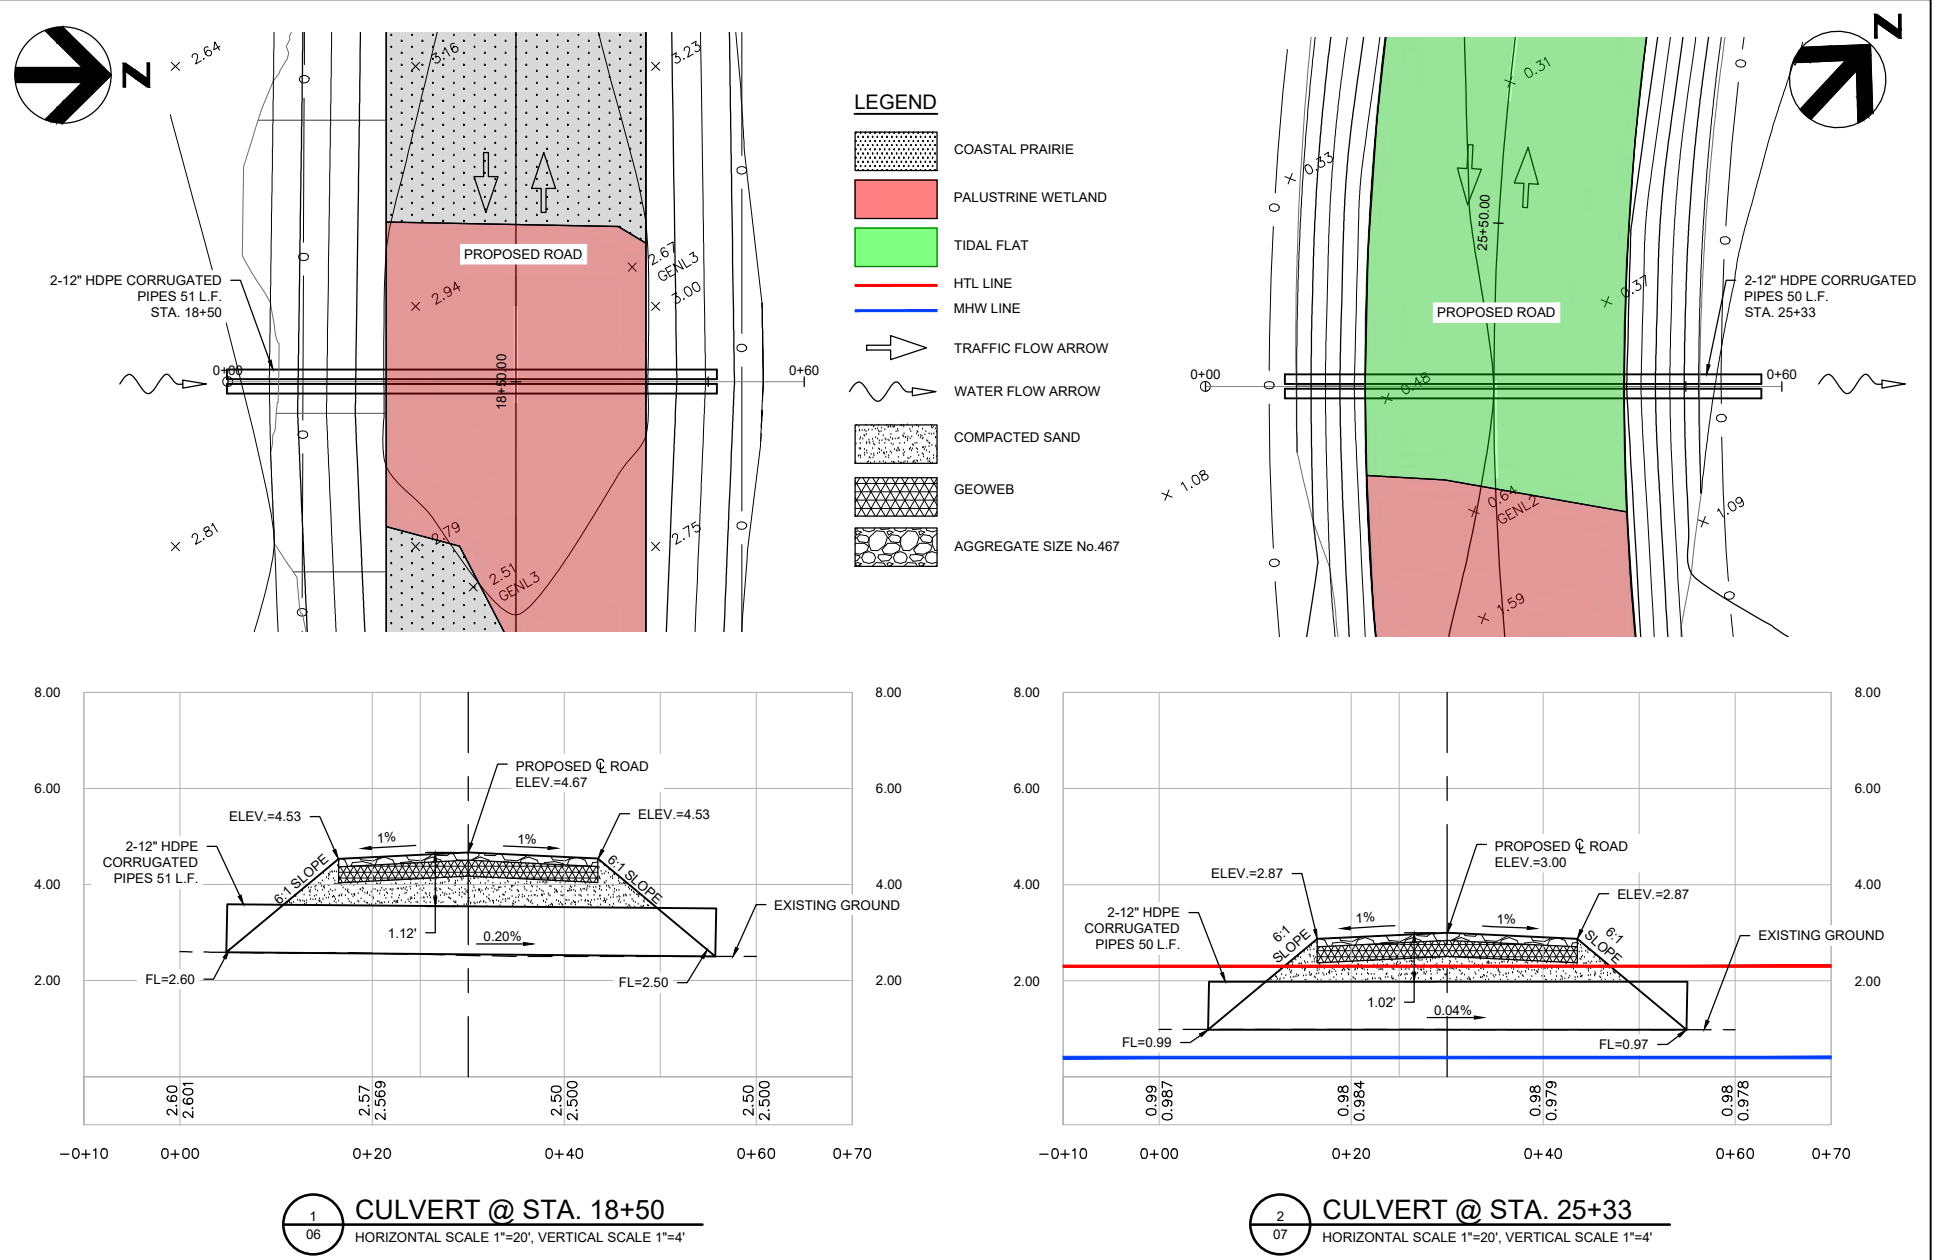 N
2.64
3.16
3.23
0
0
0
0
0
0
0
PROPOSED ROAD
2.67
GENL3
2.94
3.00
2-12" HDPE CORRUGATED
PIPES 51 L.F.
STA. 18+50
0+00
0+60
18+50.00
2.81
2.79
2.75
2.51
GENL3
LEGEND
COASTAL PRAIRIE
PALUSTRINE WETLAND
TIDAL FLAT
HTL LINE
MHW LINE
TRAFFIC FLOW ARROW
WATER FLOW ARROW
COMPACTED SAND
GEOWEB
AGGREGATE SIZE No.467
N
0.31
0.33
0
0
0
0
0
0
0
25+50.00
0.37
2-12" HDPE CORRUGATED
PIPES 50 L.F.
STA. 25+33
PROPOSED ROAD
0+00
0+60
0.48
1.08
0.64
GENL2
1.09
1.59
8.00
8.00
6.00
6.00
4.00
4.00
2.00
2.00
PROPOSED ℄ ROAD
ELEV.=4.67
ELEV.=4.53
ELEV.=4.53
1%
1%
2-12" HDPE
CORRUGATED
PIPES 51 L.F.
6:1 SLOPE
6:1 SLOPE
EXISTING GROUND
1.12'
0.20%
FL=2.60
FL=2.50
2.60
2.601
2.57
2.569
2.50
2.500
2.50
2.500
−0+10
0+00
0+20
0+40
0+60
0+70
1
06
CULVERT @ STA. 18+50
HORIZONTAL SCALE 1"=20', VERTICAL SCALE 1"=4'
8.00
8.00
6.00
6.00
4.00
4.00
2.00
2.00
PROPOSED ℄ ROAD
ELEV.=3.00
ELEV.=2.87
ELEV.=2.87
1%
1%
2-12" HDPE
CORRUGATED
PIPES 50 L.F.
6:1
SLOPE
6:1
SLOPE
EXISTING GROUND
1.02'
0.04%
FL=0.99
FL=0.97
0.99
0.987
0.98
0.984
0.98
0.979
0.98
0.978
−0+10
0+00
0+20
0+40
0+60
0+70
2
07
CULVERT @ STA. 25+33
HORIZONTAL SCALE 1"=20', VERTICAL SCALE 1"=4'